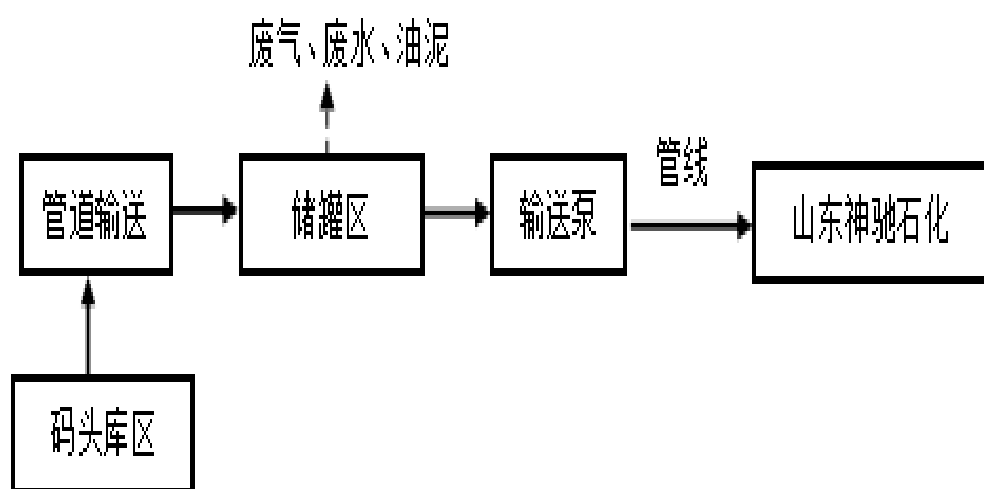 废气、废水、油泥
管线
管道输送
储罐区
输送泵
山东神驰石化
码头库区